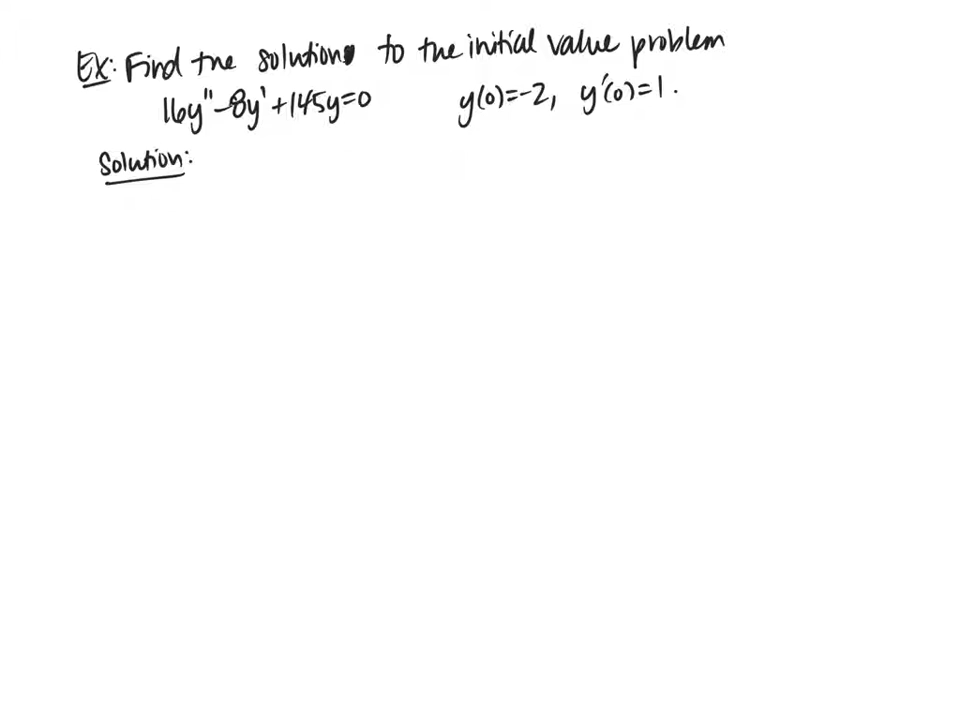 Ex: Find the solution to the initial value problem
16y" - 8y' + 145y = 0 y(0) = -2, y'(0) = 1.
Solution: